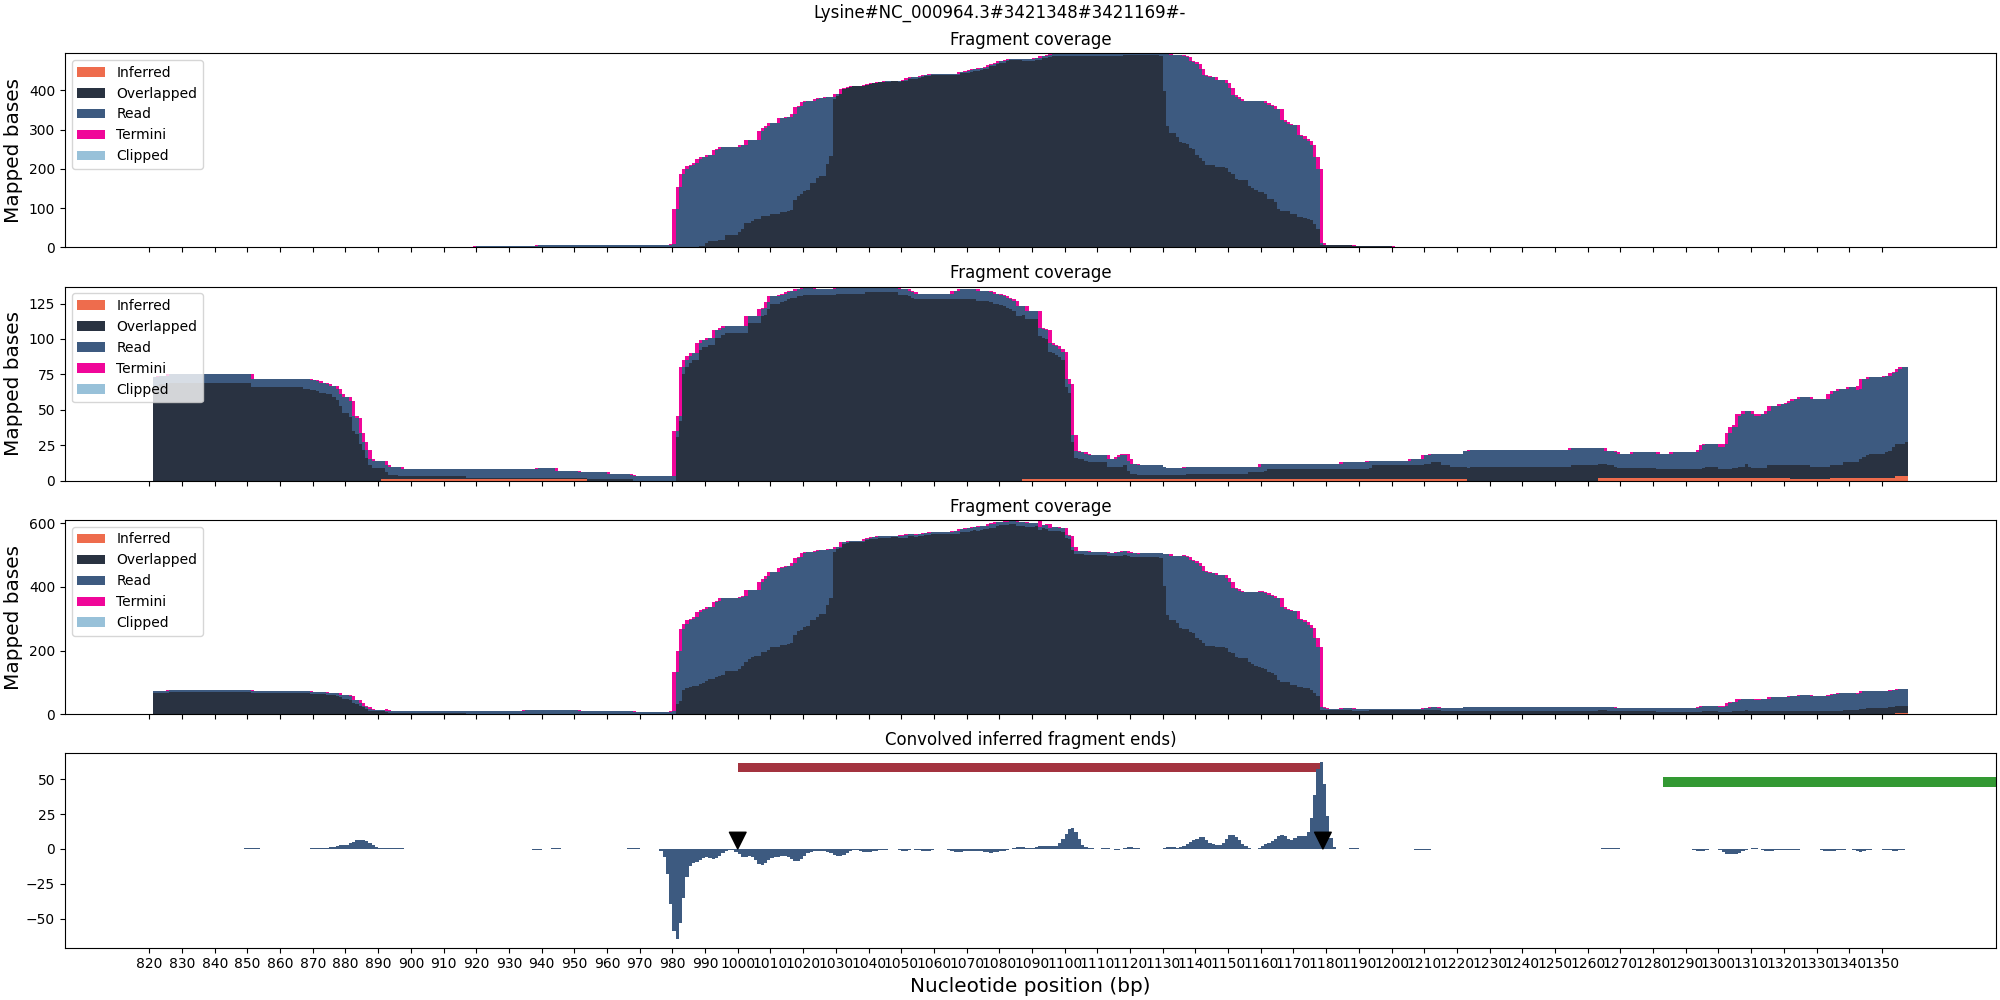 Lysine#NC_000964.3#3421348#3421169#-
Fragment coverage
Mapped bases
400
300
200
100
0
Inferred
Overlapped
Read
Termini
Clipped
Fragment coverage
Mapped bases
125
100
75
50
25
0
Inferred
Overlapped
Read
Termini
Clipped
Fragment coverage
Mapped bases
600
400
200
0
Inferred
Overlapped
Read
Termini
Clipped
Convolved inferred fragment ends)
50
25
0
−25
−50
820 830 840 850 860 870 880 890 900 910 920 930 940 950 960 970 980 990 1000 1010 1020 1030 1040 1050 1060 1070 1080 1090 1100 1110 1120 1130 1140 1150 1160 1170 1180 1190 1200 1210 1220 1230 1240 1250 1260 1270 1280 1290 1300 1310 1320 1330 1340 1350
Nucleotide position (bp)